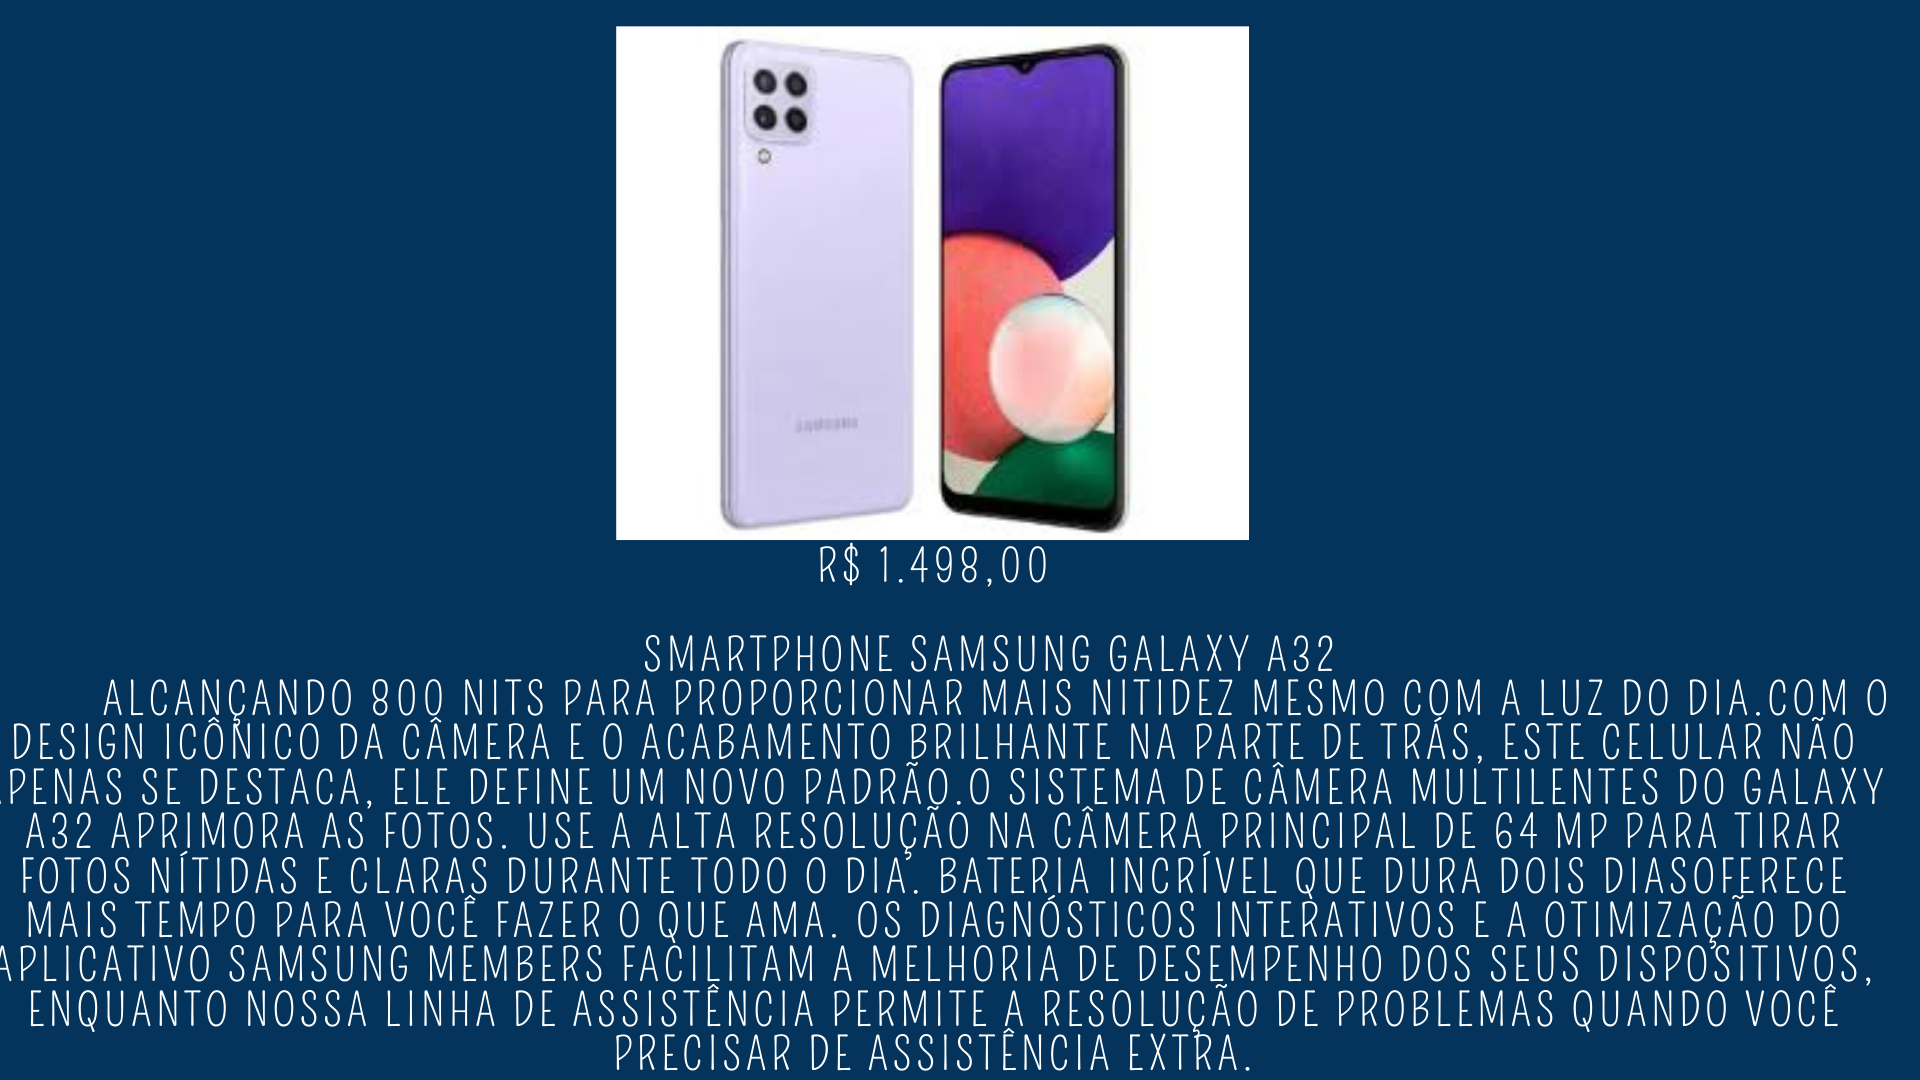 SAMSUNG
R$ 1.498,00
SMARTPHONE SAMSUNG GALAXY A32
ALCANÇANDO 800 NITS PARA PROPORCIONAR MAIS NITIDEZ MESMO COM A LUZ DO DIA.COM O
DESIGN ICÔNICO DA CÂMERA E O ACABAMENTO BRILHANTE NA PARTE DE TRÁS, ESTE CELULAR NÃO
APENAS SE DESTACA, ELE DEFINE UM NOVO PADRÃO.O SISTEMA DE CÂMERA MULTILENTES DO GALAXY
A32 APRIMORA AS FOTOS. USE A ALTA RESOLUÇÃO NA CÂMERA PRINCIPAL DE 64 MP PARA TIRAR
FOTOS NÍTIDAS E CLARAS DURANTE TODO O DIA. BATERIA INCRÍVEL QUE DURA DOIS DIASOFERECE
MAIS TEMPO PARA VOCÊ FAZER O QUE AMA. OS DIAGNÓSTICOS INTERATIVOS E A OTIMIZAÇÃO DO
APLICATIVO SAMSUNG MEMBERS FACILITAM A MELHORIA DE DESEMPENHO DOS SEUS DISPOSITIVOS,
ENQUANTO NOSSA LINHA DE ASSISTÊNCIA PERMITE A RESOLUÇÃO DE PROBLEMAS QUANDO VOCÊ
PRECISAR DE ASSISTÊNCIA EXTRA.